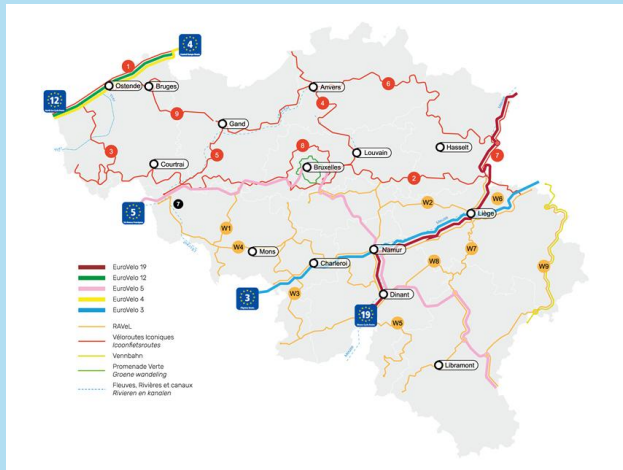 4
1
12
Ostende
Bruges
Anvers
6
9
4
Gand
3
5
8
Louvain
Hasselt
7
Courtrai
Bruxelles
2
5
7
W2
W6
Liège
W1
W4
Mons
Namur
W7
Charleroi
W8
W9
3
W3
Dinant
19
W5
Libramont
EuroVelo 19
EuroVelo 12
EuroVelo 5
EuroVelo 4
EuroVelo 3
RAVeL
Véloroutes Iconiques
Icoonfietsroutes
Vennbahn
Promenade Verte
Groene wandeling
Fleuves, Rivières et canaux
Rivieren en kanalen